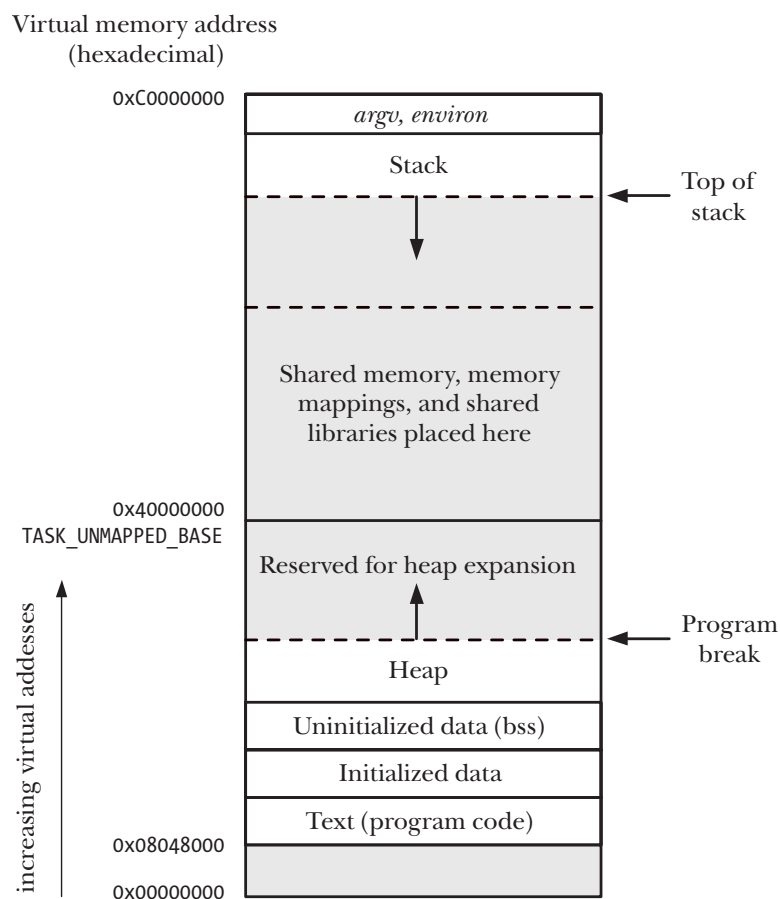 Virtual memory address
(hexadecimal)
0xC0000000
argv, environ
Stack
Top of
stack
Shared memory, memory
mappings, and shared
libraries placed here
0x40000000
TASK_UNMAPPED_BASE
Reserved for heap expansion
Program
break
Heap
Uninitialized data (bss)
Initialized data
Text (program code)
0x08048000
0x00000000
increasing virtual addesses